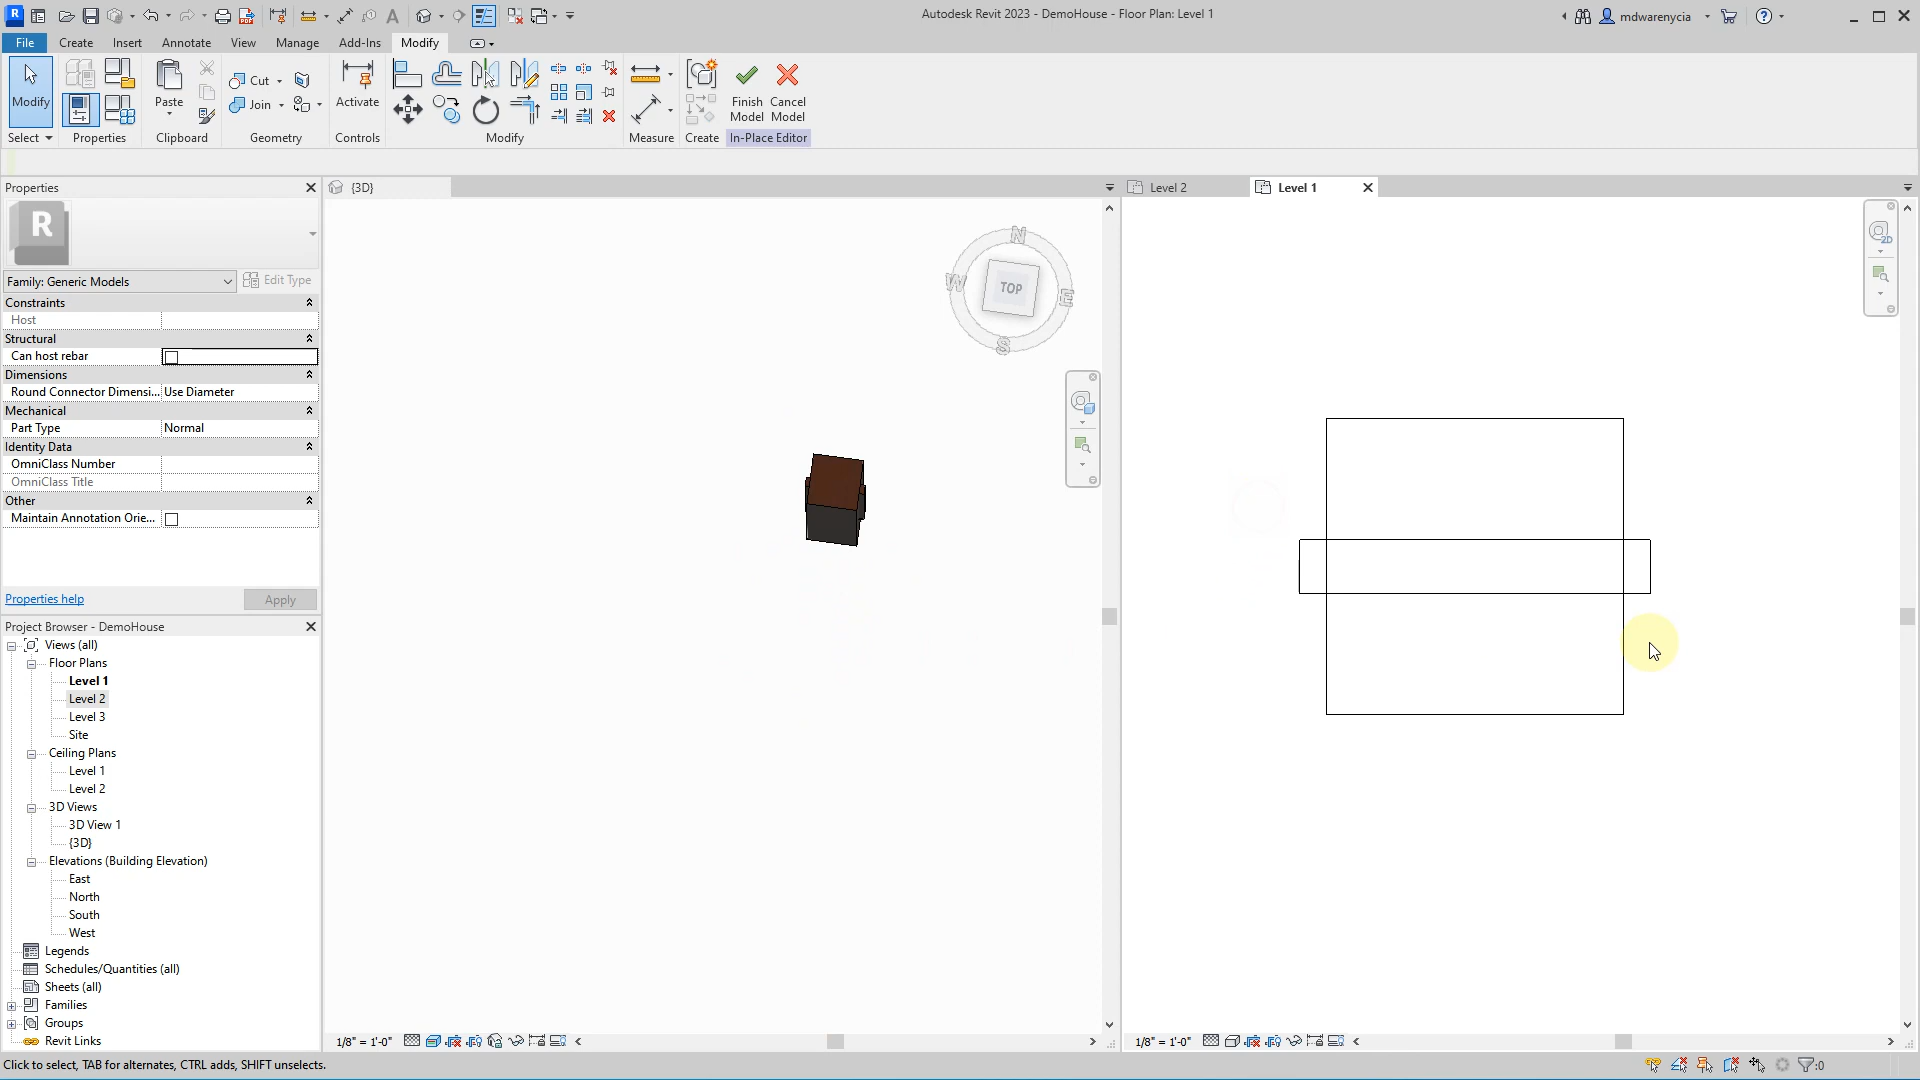 Autodesk Revit 2023 - DemoHouse - Floor Plan: Level 1
mdwarenycia
File
Create
Insert
Annotate
View
Manage
Add-Ins
Modify
Modify
Paste
Cut
Join
Activate
Finish Model
Cancel Model
Select
Properties
Clipboard
Geometry
Controls
Modify
Measure
Create
In-Place Editor
Properties
{3D}
Level 2
Level 1
R
Family: Generic Models
Edit Type
Constraints
Host
Structural
Can host rebar
Dimensions
Round Connector Dimensi... Use Diameter
Mechanical
Part Type Normal
Identity Data
OmniClass Number
OmniClass Title
Other
Maintain Annotation Orie...
Properties help
Apply
N
W
TOP
E
S
2D
Project Browser - DemoHouse
Views (all)
Floor Plans
Level 1
Level 2
Level 3
Site
Ceiling Plans
Level 1
Level 2
3D Views
3D View 1
{3D}
Elevations (Building Elevation)
East
North
South
West
Legends
Schedules/Quantities (all)
Sheets (all)
Families
Groups
Revit Links
1/8" = 1'-0"
1/8" = 1'-0"
Click to select, TAB for alternates, CTRL adds, SHIFT unselects.
:0